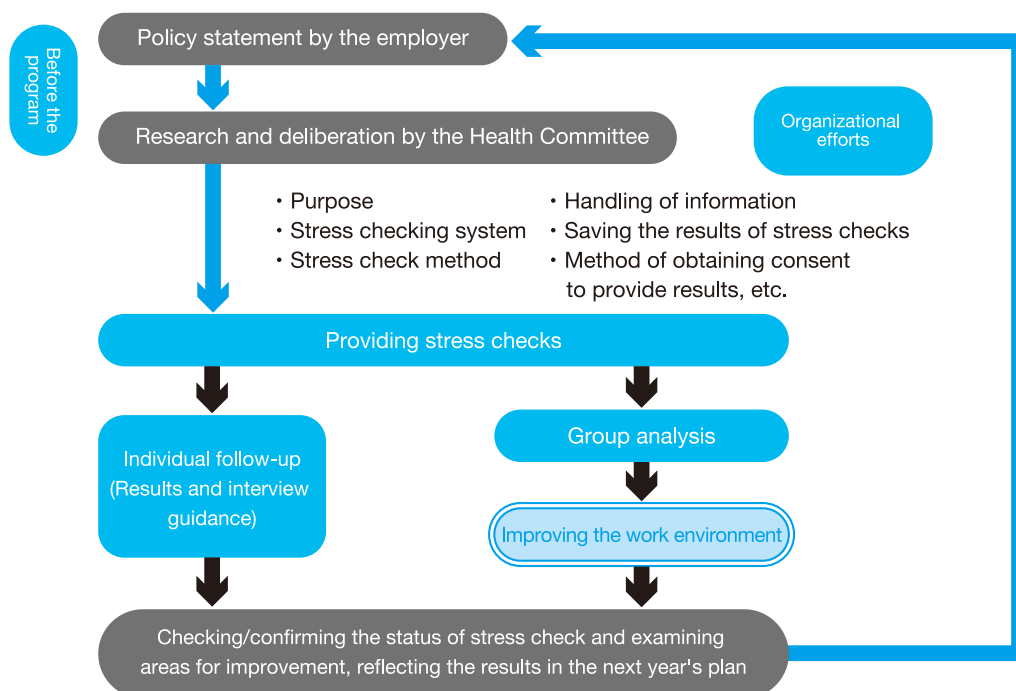 Policy statement by the employer
Before the
program
Research and deliberation by the Health Committee
Organizational
efforts
・Purpose
・Stress checking system
・Stress check method
・Handling of information
・Saving the results of stress checks
・Method of obtaining consent
to provide results, etc.
Providing stress checks
Individual follow-up
(Results and interview
guidance)
Group analysis
Improving the work environment
Checking/confirming the status of stress check and examining
areas for improvement, reflecting the results in the next year's plan